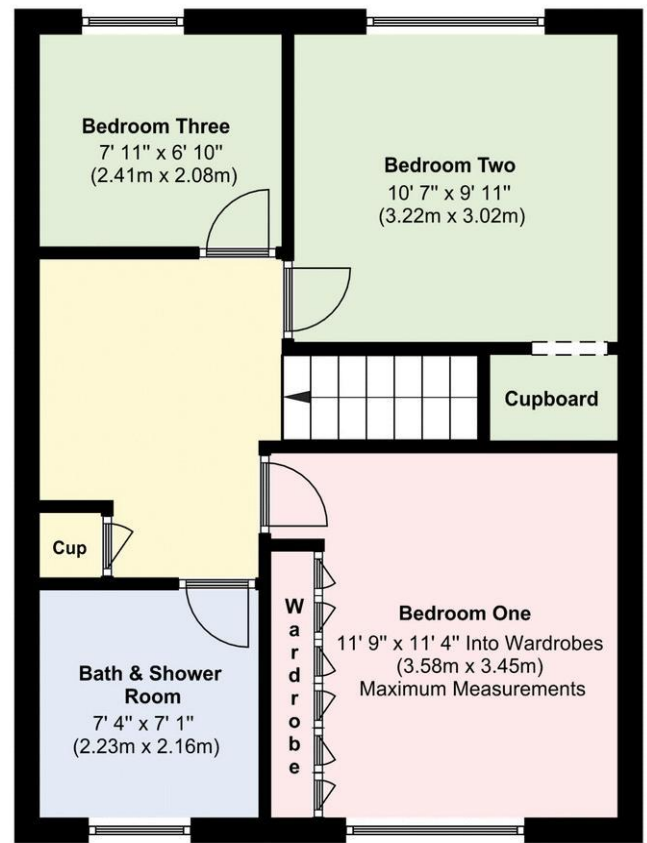 Bedroom Three
7' 11" x 6' 10"
(2.41m x 2.08m)
Bedroom Two
10' 7" x 9' 11"
(3.22m x 3.02m)
Cupboard
Cup
Bath & Shower
Room
7' 4" x 7' 1"
(2.23m x 2.16m)
Wardrobe
Bedroom One
11' 9" x 11' 4" Into Wardrobes
(3.58m x 3.45m)
Maximum Measurements